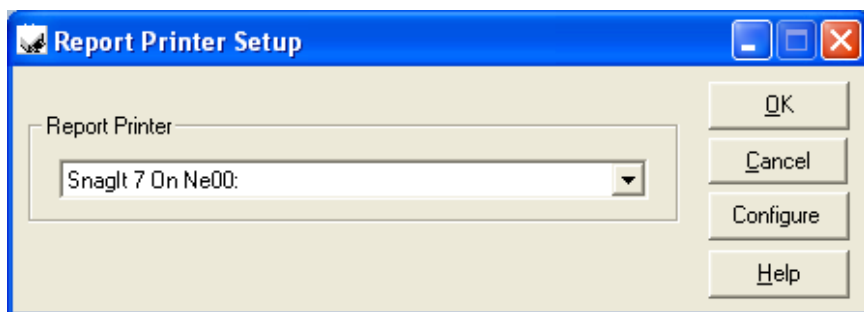 Report Printer Setup
Report Printer
SnagIt 7 On Ne00:
OK
Cancel
Configure
Help